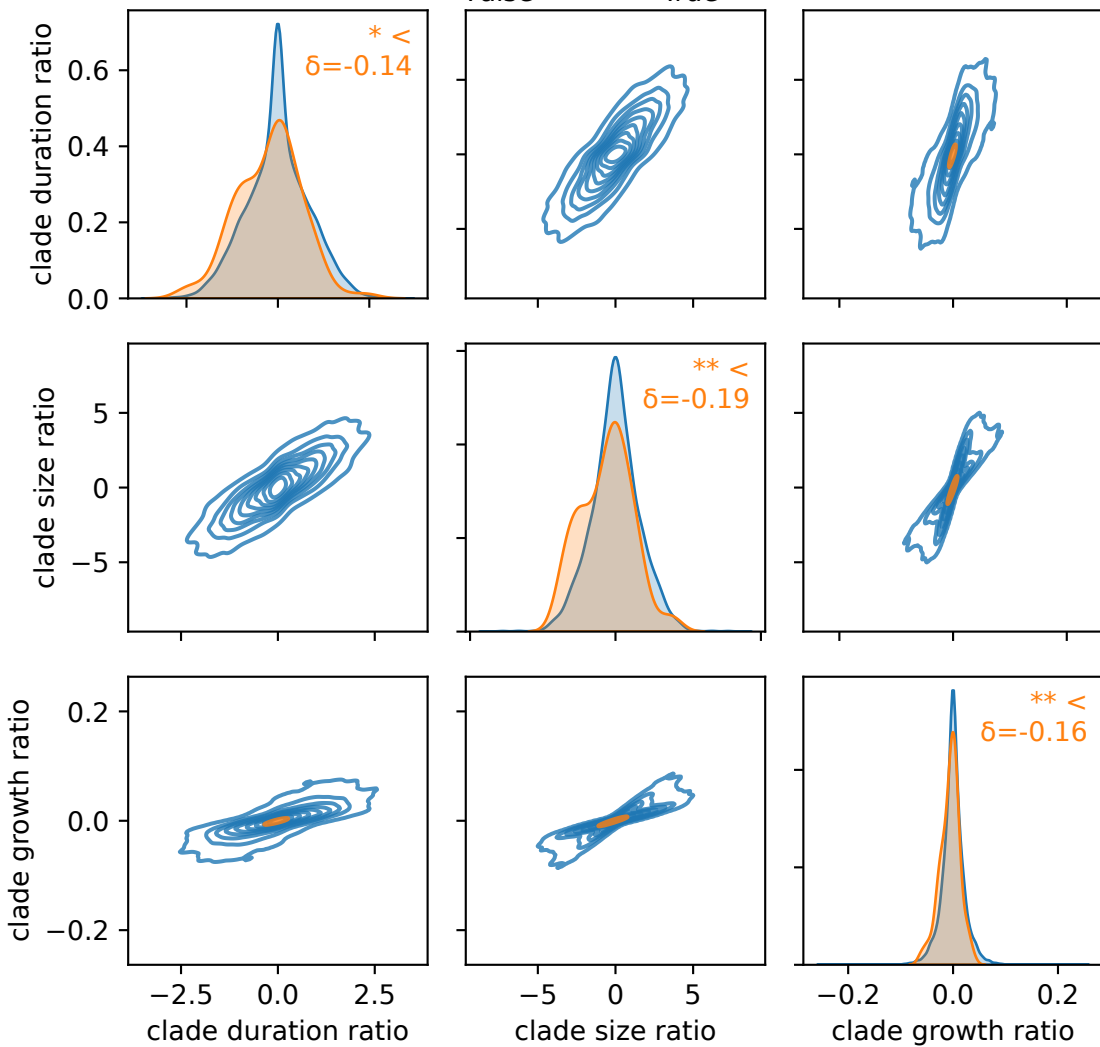 False True
clade duration ratio
0.6
0.4
0.2
0.0
* <
δ=-0.14
clade size ratio
5
0
−5
** <
δ=-0.19
clade growth ratio
0.2
0.0
−0.2
** <
δ=-0.16
−2.5 0.0 2.5
−5 0 5
−0.2 0.0 0.2
clade duration ratio
clade size ratio
clade growth ratio